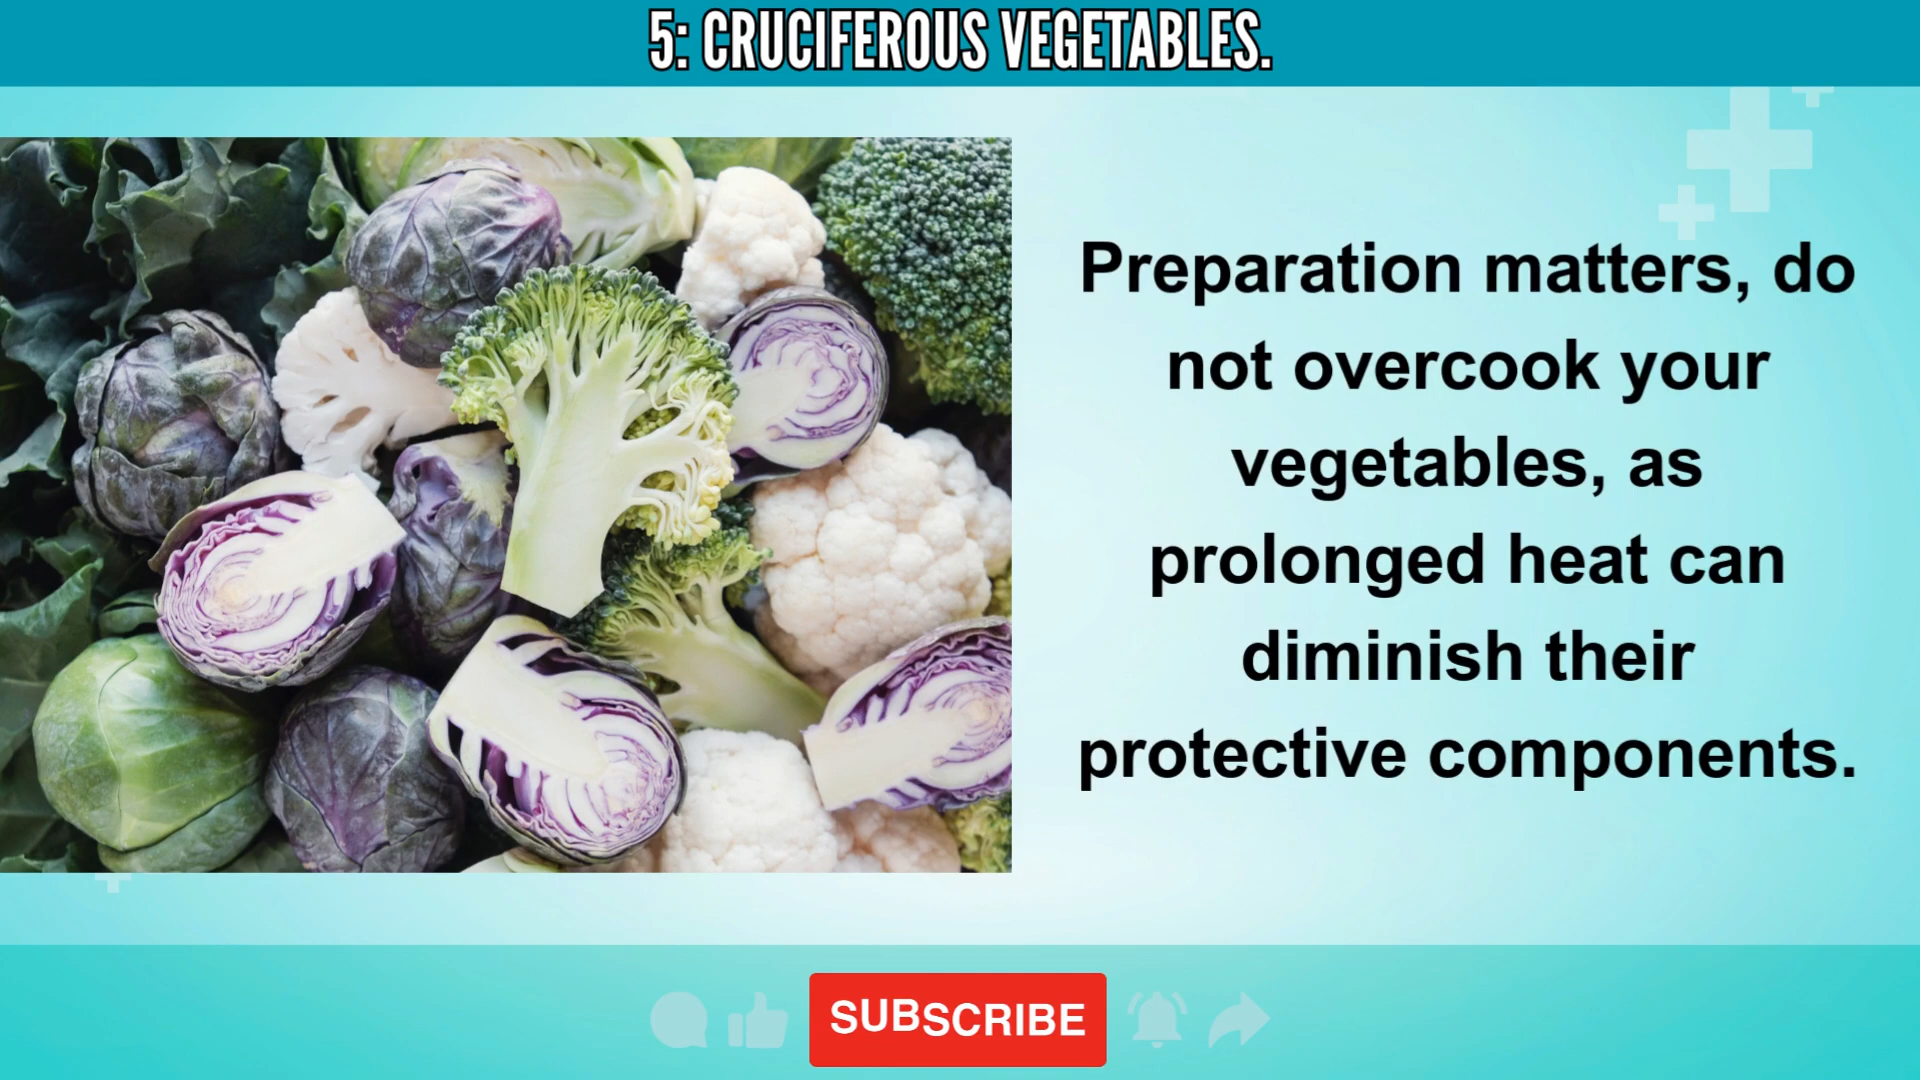 5: CRUCIFEROUS VEGETABLES.
Preparation matters, do
not overcook your
vegetables, as
prolonged heat can
diminish their
protective components.
SUBSCRIBE